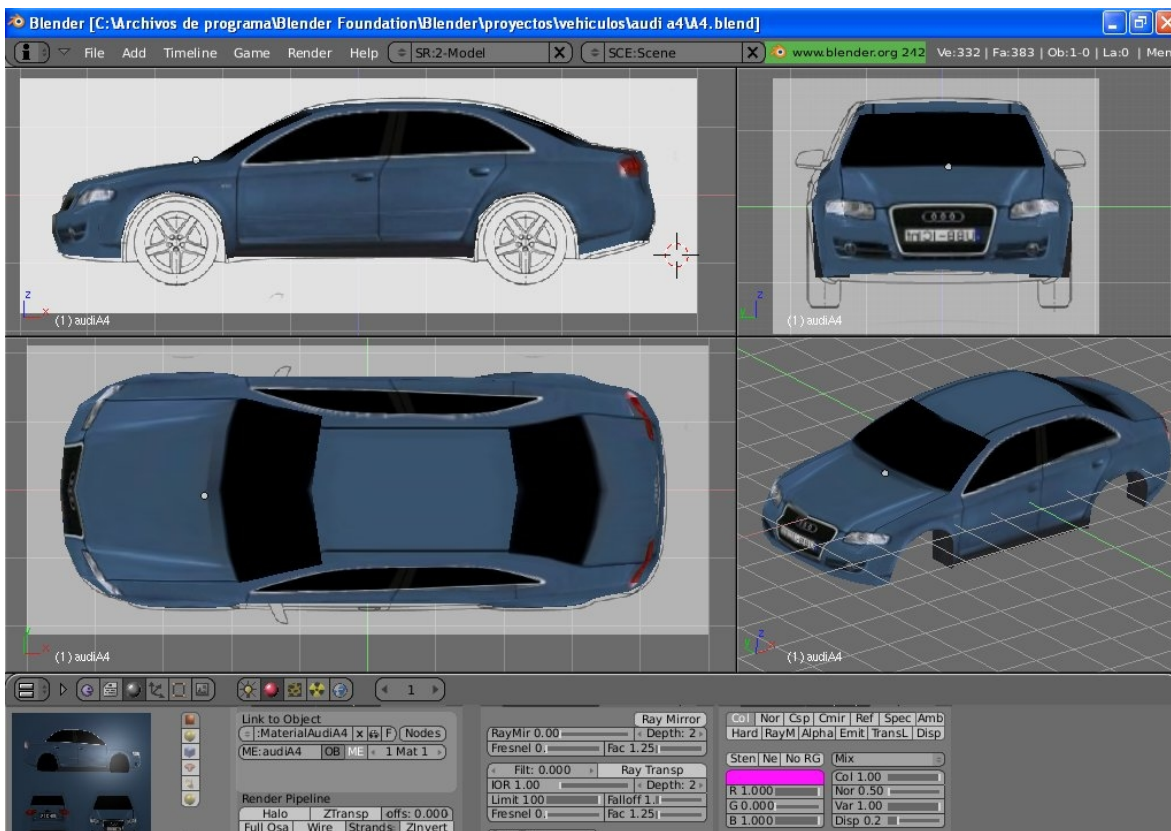 Blender [C:\Archivos de programa\Blender Foundation\Blender\proyectos\vehiculos\audi a4\A4.blend]
File Add Timeline Game Render Help SR:2-Model X SCE:Scene X www.blender.org 242 Ve:332 | Fa:383 | Ob:1-0 | La:0 | Mem
z x (1) audiA4
z y (1) audiA4
y x (1) audiA4
z y x (1) audiA4
1
Link to Object
:MaterialAudiA4 x F Nodes
ME:audiA4 OB ME 1 Mat 1
Render Pipeline
Halo ZTransp offs: 0.000
Full Osa Wire Strands ZInvert
Ray Mirror
RayMir 0.00 Depth: 2
Fresnel 0. Fac 1.25
Filt: 0.000 Ray Transp
IOR 1.00 Depth: 2
Limit 100 Falloff 1.
Fresnel 0. Fac 1.25
Col Nor Csp Cmir Ref Spec Amb
Hard RayM Alpha Emit TransL Disp
Sten Ne No RG Mix
Col 1.00
R 1.000 Nor 0.50
G 0.000 Var 1.00
B 1.000 Disp 0.2